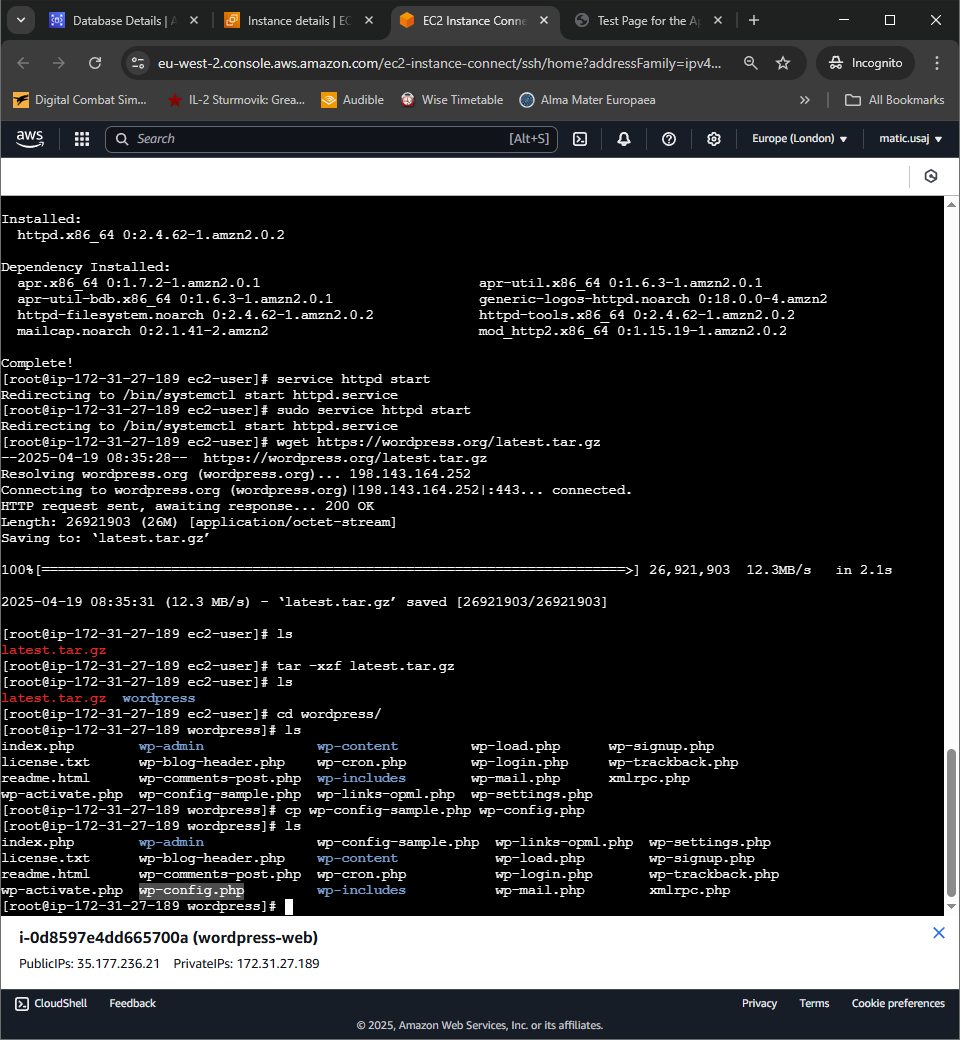 Database Details | A
Instance details | EC
EC2 Instance Conne
Test Page for the Ap
eu-west-2.console.aws.amazon.com/ec2-instance-connect/ssh/home?addressFamily=ipv4...
Incognito
Digital Combat Sim...
IL-2 Sturmovik: Grea...
Audible
Wise Timetable
Alma Mater Europaea
All Bookmarks
aws
Search
[Alt+S]
Europe (London)
matic.usaj
Installed:
httpd.x86_64 0:2.4.62-1.amzn2.0.2
Dependency Installed:
apr.x86_64 0:1.7.2-1.amzn2.0.1 apr-util.x86_64 0:1.6.3-1.amzn2.0.1
apr-util-bdb.x86_64 0:1.6.3-1.amzn2.0.1 generic-logos-httpd.noarch 0:18.0.0-4.amzn2
httpd-filesystem.noarch 0:2.4.62-1.amzn2.0.2 httpd-tools.x86_64 0:2.4.62-1.amzn2.0.2
mailcap.noarch 0:2.1.41-2.amzn2 mod_http2.x86_64 0:1.15.19-1.amzn2.0.2
Complete!
[root@ip-172-31-27-189 ec2-user]# service httpd start
Redirecting to /bin/systemctl start httpd.service
[root@ip-172-31-27-189 ec2-user]# sudo service httpd start
Redirecting to /bin/systemctl start httpd.service
[root@ip-172-31-27-189 ec2-user]# wget https://wordpress.org/latest.tar.gz
--2025-04-19 08:35:28-- https://wordpress.org/latest.tar.gz
Resolving wordpress.org (wordpress.org)... 198.143.164.252
Connecting to wordpress.org (wordpress.org)|198.143.164.252|:443... connected.
HTTP request sent, awaiting response... 200 OK
Length: 26921903 (26M) [application/octet-stream]
Saving to: ‘latest.tar.gz’
100%[========================================================================>] 26,921,903 12.3MB/s in 2.1s
2025-04-19 08:35:31 (12.3 MB/s) - ‘latest.tar.gz’ saved [26921903/26921903]
[root@ip-172-31-27-189 ec2-user]# ls
latest.tar.gz
[root@ip-172-31-27-189 ec2-user]# tar -xzf latest.tar.gz
[root@ip-172-31-27-189 ec2-user]# ls
latest.tar.gz wordpress
[root@ip-172-31-27-189 ec2-user]# cd wordpress/
[root@ip-172-31-27-189 wordpress]# ls
index.php wp-admin wp-content wp-load.php wp-signup.php
license.txt wp-blog-header.php wp-cron.php wp-login.php wp-trackback.php
readme.html wp-comments-post.php wp-includes wp-mail.php xmlrpc.php
wp-activate.php wp-config-sample.php wp-links-opml.php wp-settings.php
[root@ip-172-31-27-189 wordpress]# cp wp-config-sample.php wp-config.php
[root@ip-172-31-27-189 wordpress]# ls
index.php wp-admin wp-config-sample.php wp-links-opml.php wp-settings.php
license.txt wp-blog-header.php wp-content wp-load.php wp-signup.php
readme.html wp-comments-post.php wp-cron.php wp-login.php wp-trackback.php
wp-activate.php wp-config.php wp-includes wp-mail.php xmlrpc.php
[root@ip-172-31-27-189 wordpress]#
i-0d8597e4dd665700a (wordpress-web)
PublicIPs: 35.177.236.21 PrivateIPs: 172.31.27.189
CloudShell
Feedback
Privacy
Terms
Cookie preferences
© 2025, Amazon Web Services, Inc. or its affiliates.